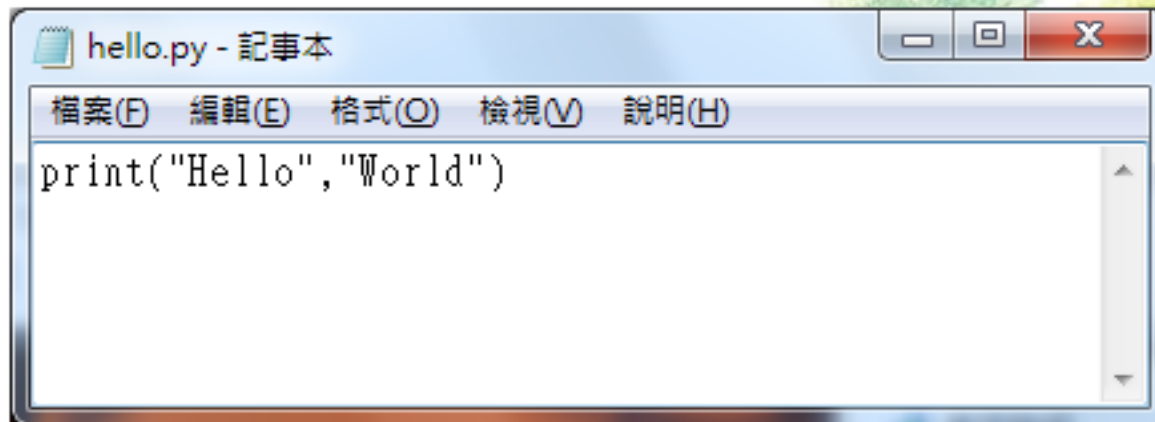 hello.py - 記事本
檔案(F) 編輯(E) 格式(O) 檢視(V) 說明(H)
print("Hello","World")